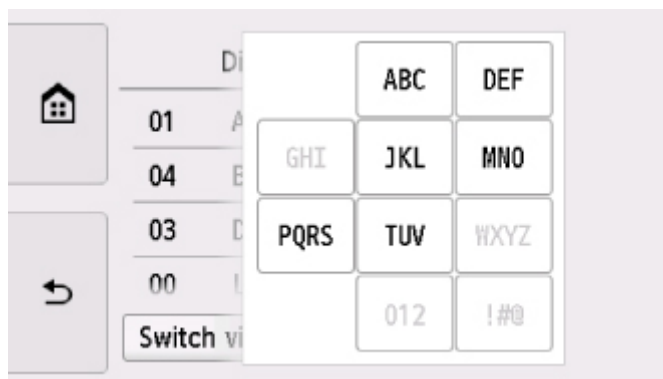 Di
ABC DEF
01 A
GHI JKL MNO
04 B
03 D
PQRS TUV WXYZ
00 L
012 !#@
Switch vi